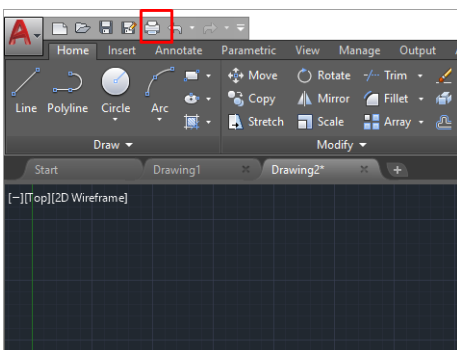 A
Home Insert Annotate Parametric View Manage Output
Line Polyline Circle Arc
Move Rotate Trim
Copy Mirror Fillet
Stretch Scale Array
Draw Modify
Start Drawing1 Drawing2*
[−][Top][2D Wireframe]